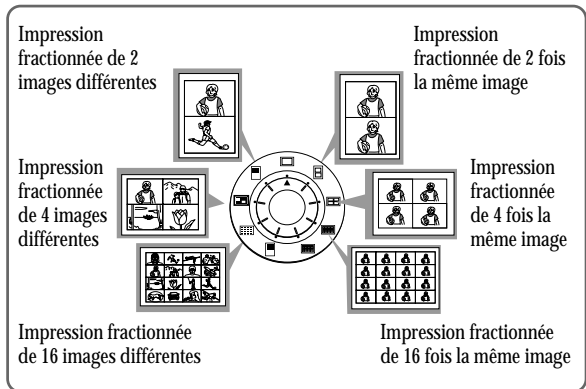 Impression
fractionnée de 2
images différentes
Impression
fractionnée de 2 fois
la même image
Impression
fractionnée
de 4 images
différentes
Impression
fractionnée
de 4 fois la
même image
Impression fractionnée
de 16 images différentes
Impression fractionnée
de 16 fois la même image